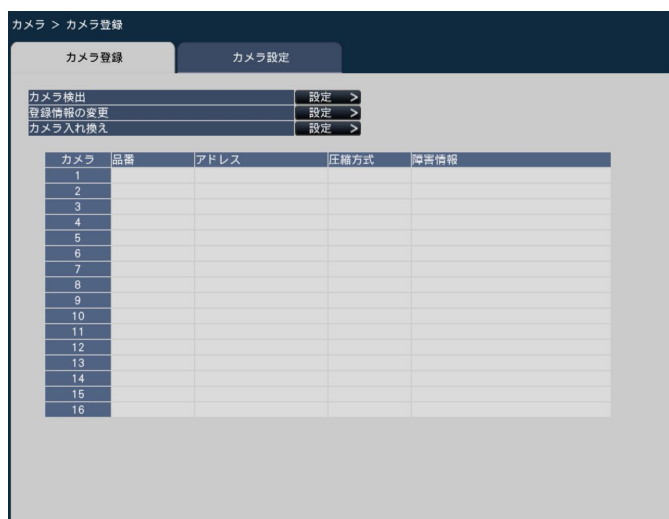 カメラ > カメラ登録
カメラ登録 カメラ設定
カメラ検出 設定 >
登録情報の変更 設定 >
カメラ入れ換え 設定 >
カメラ 品番 アドレス 圧縮方式 障害情報
1
2
3
4
5
6
7
8
9
10
11
12
13
14
15
16